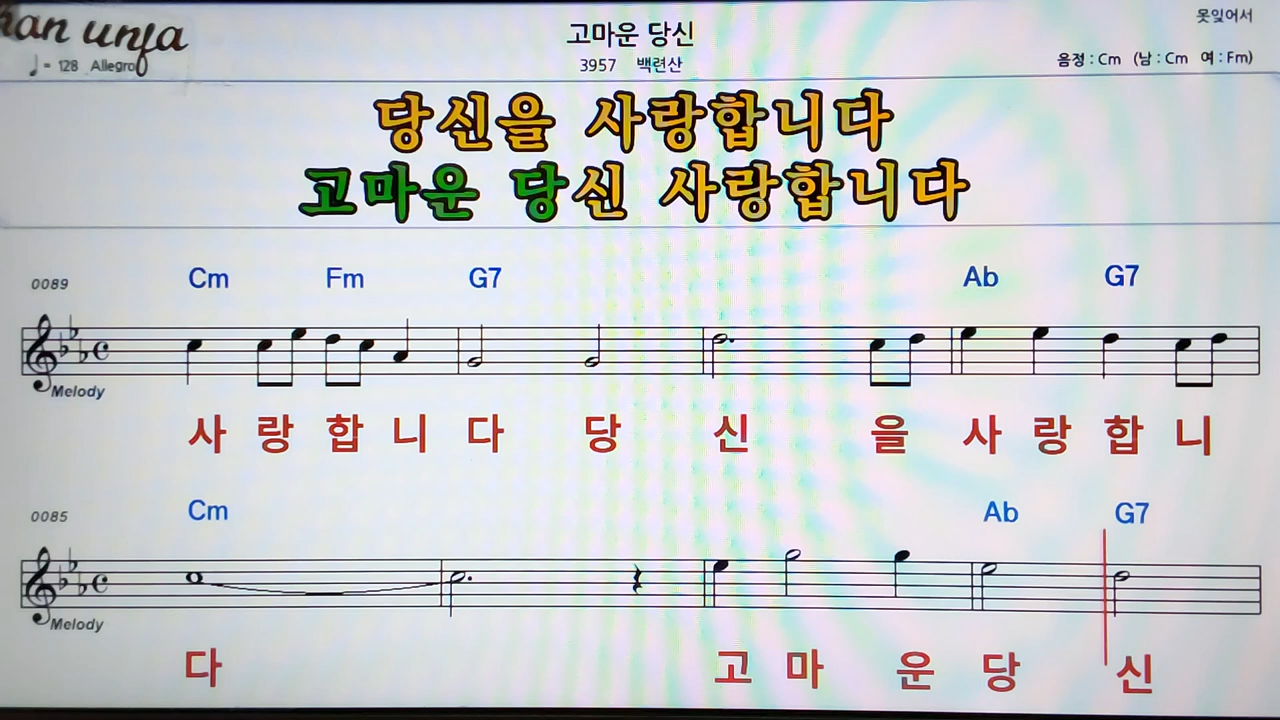 han unfa
고마운 당신
못잊어서
♩= 128 Allegro
3957 백련산
음정 : Cm (남 : Cm 여 : Fm)
당신을 사랑합니다
고마운 당신 사랑합니다
0089 Cm Fm G7 Ab G7
Melody
사 랑 합 니 다 당 신 을 사 랑 합 니
0085 Cm Ab G7
Melody
다 고 마 운 당 신